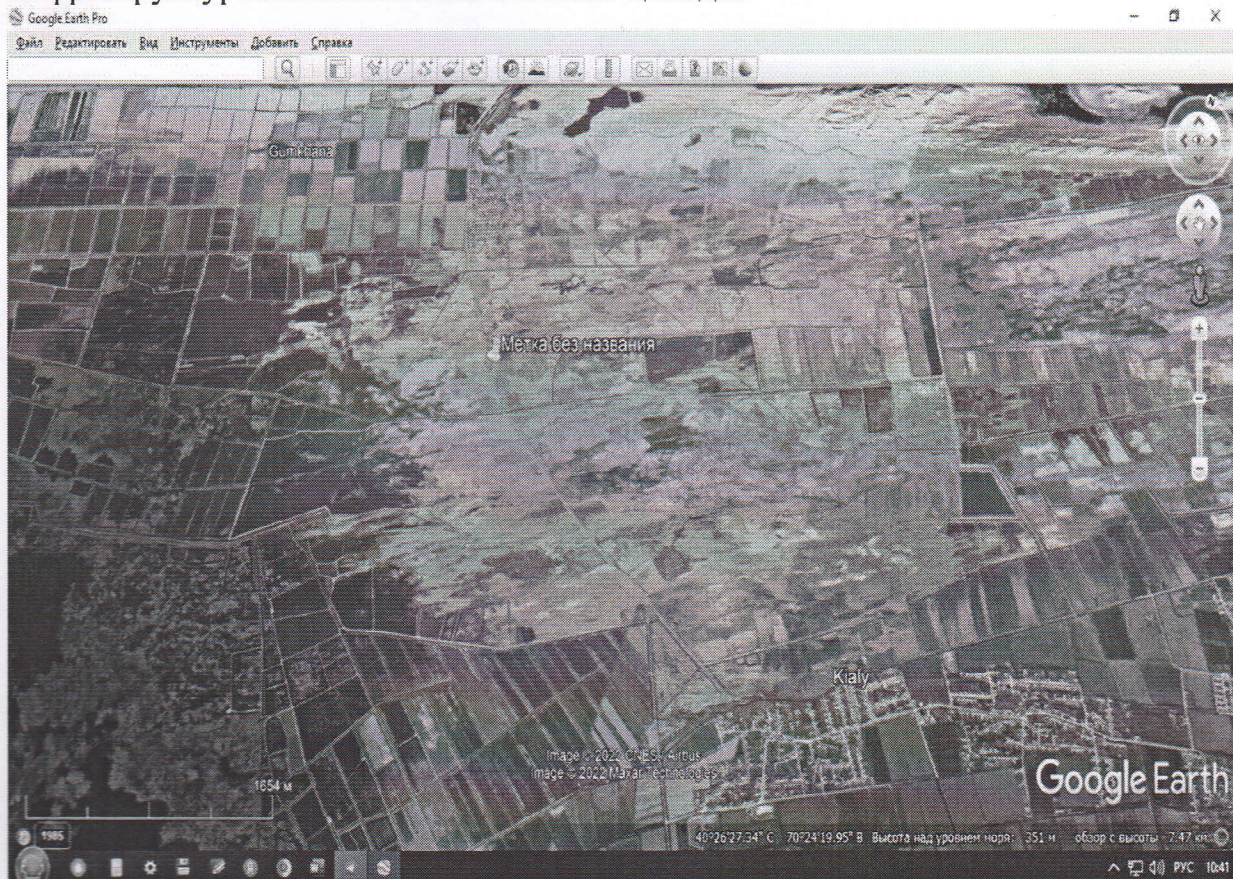 Google Earth Pro
Файл Редактировать Вид Инструменты Добавить Справка
Gumkhana
Метка без названия
Kialy
Image © 2022 CNES / Airbus
Image © 2022 Maxar Technologies
Google Earth
1654 м
1985
40°26'27.34" С 70°24'19.95" В Высота над уровнем моря: 351 м обзор с высоты 7.47 км
РУС 10:41